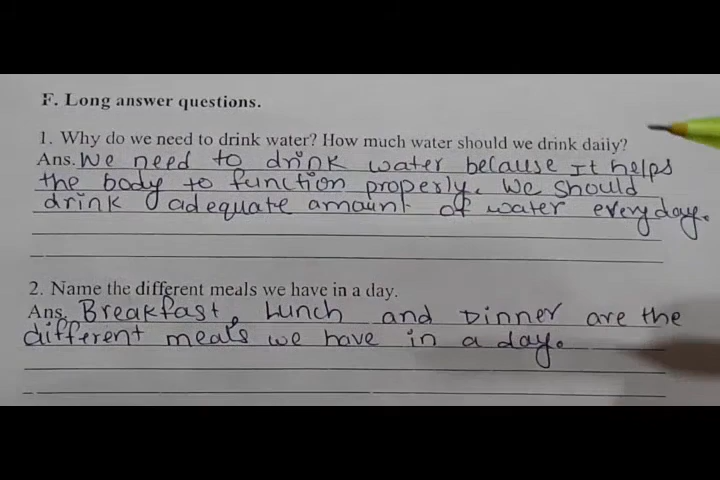 F. Long answer questions.
1. Why do we need to drink water? How much water should we drink daily?
Ans. We need to drink water because It helps
the body to function properly. We should
drink adequate amount of water everyday.
2. Name the different meals we have in a day.
Ans. Breakfast, Lunch and Dinner are the
different meals we have in a day.